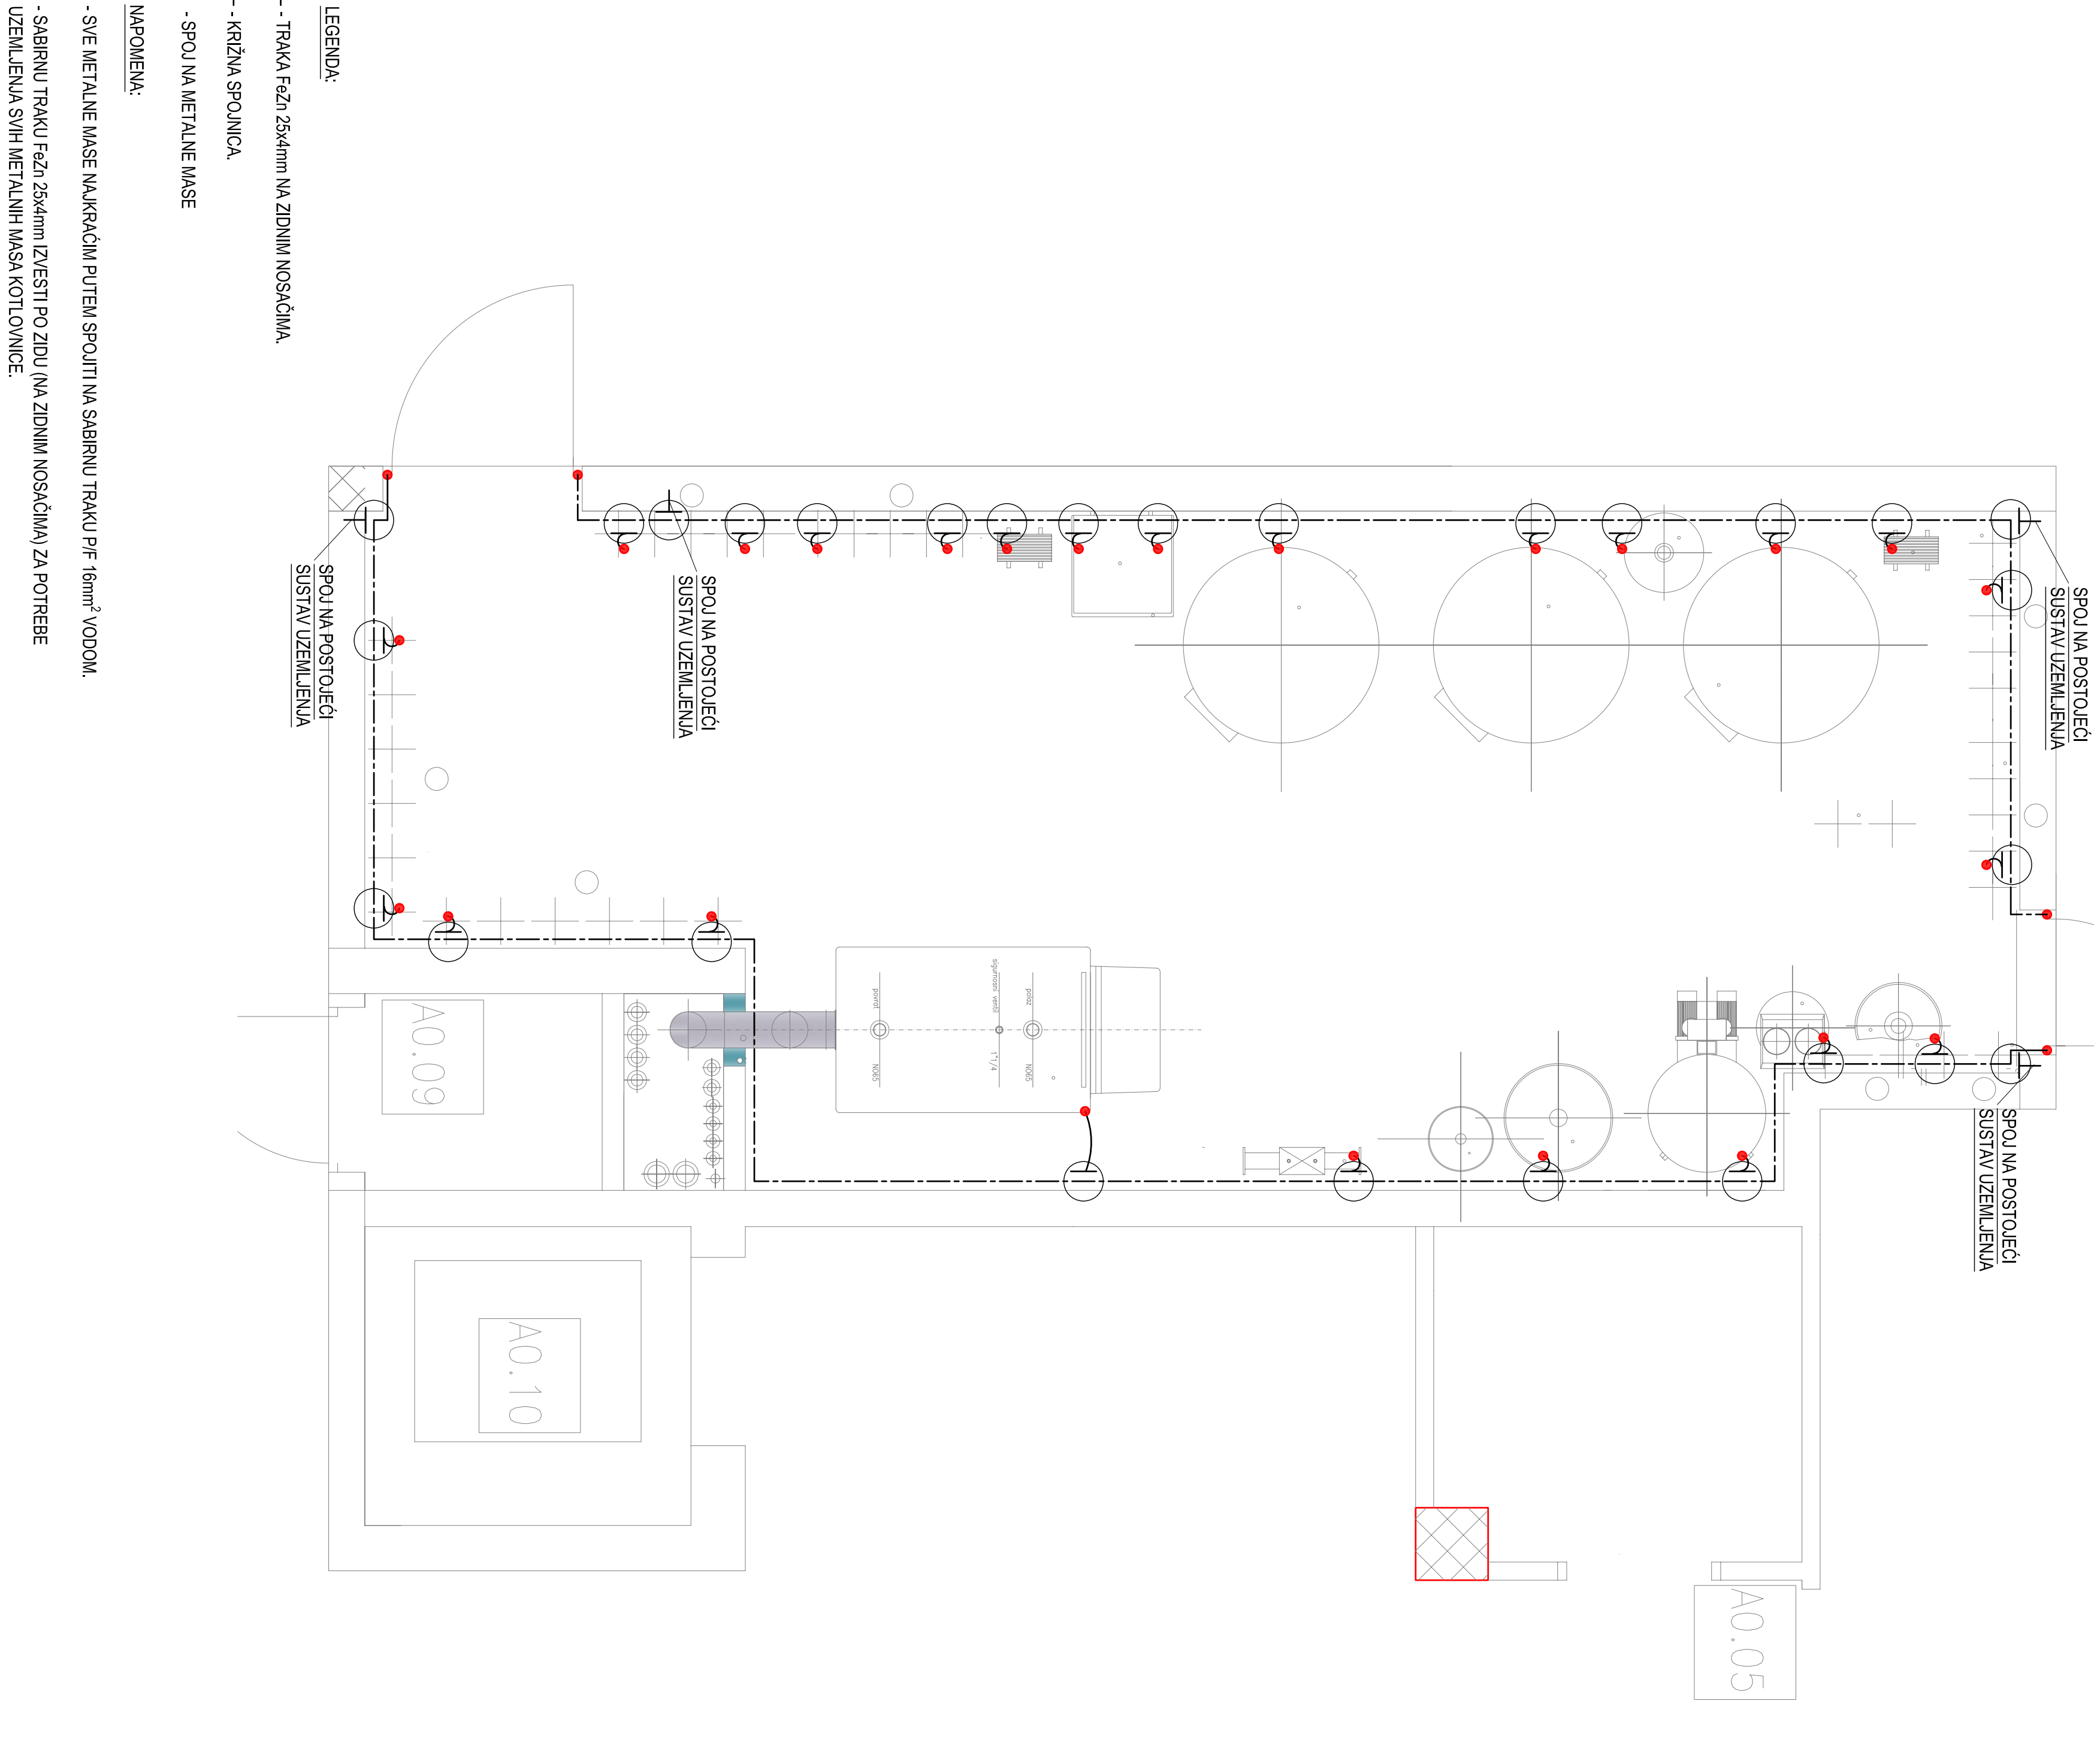 LEGENDA:
- TRAKA FeZn 25x4mm NA ZIDNIM NOSAČIMA.
- KRIŽNA SPOJNICA.
- SPOJ NA METALNE MASE
NAPOMENA:
- SVE METALNE MASE NAJKRAĆIM PUTEM SPOJITI NA SABIRNU TRAKU P/F 16mm² VODOM.
- SABIRNU TRAKU FeZn 25x4mm IZVESTI PO ZIDU (NA ZIDNIM NOSAČIMA) ZA POTREBE
UZEMLJENJA SVIH METALNIH MASA KOTLOVNICE.
SPOJ NA POSTOJEĆI
SUSTAV UZEMLJENJA
SPOJ NA POSTOJEĆI
SUSTAV UZEMLJENJA
SPOJ NA POSTOJEĆI
SUSTAV UZEMLJENJA
SPOJ NA POSTOJEĆI
SUSTAV UZEMLJENJA
polaz
NO65
sigurnosni ventil
1"1/4
povrat
NO65
A0.09
A0.10
A0.05